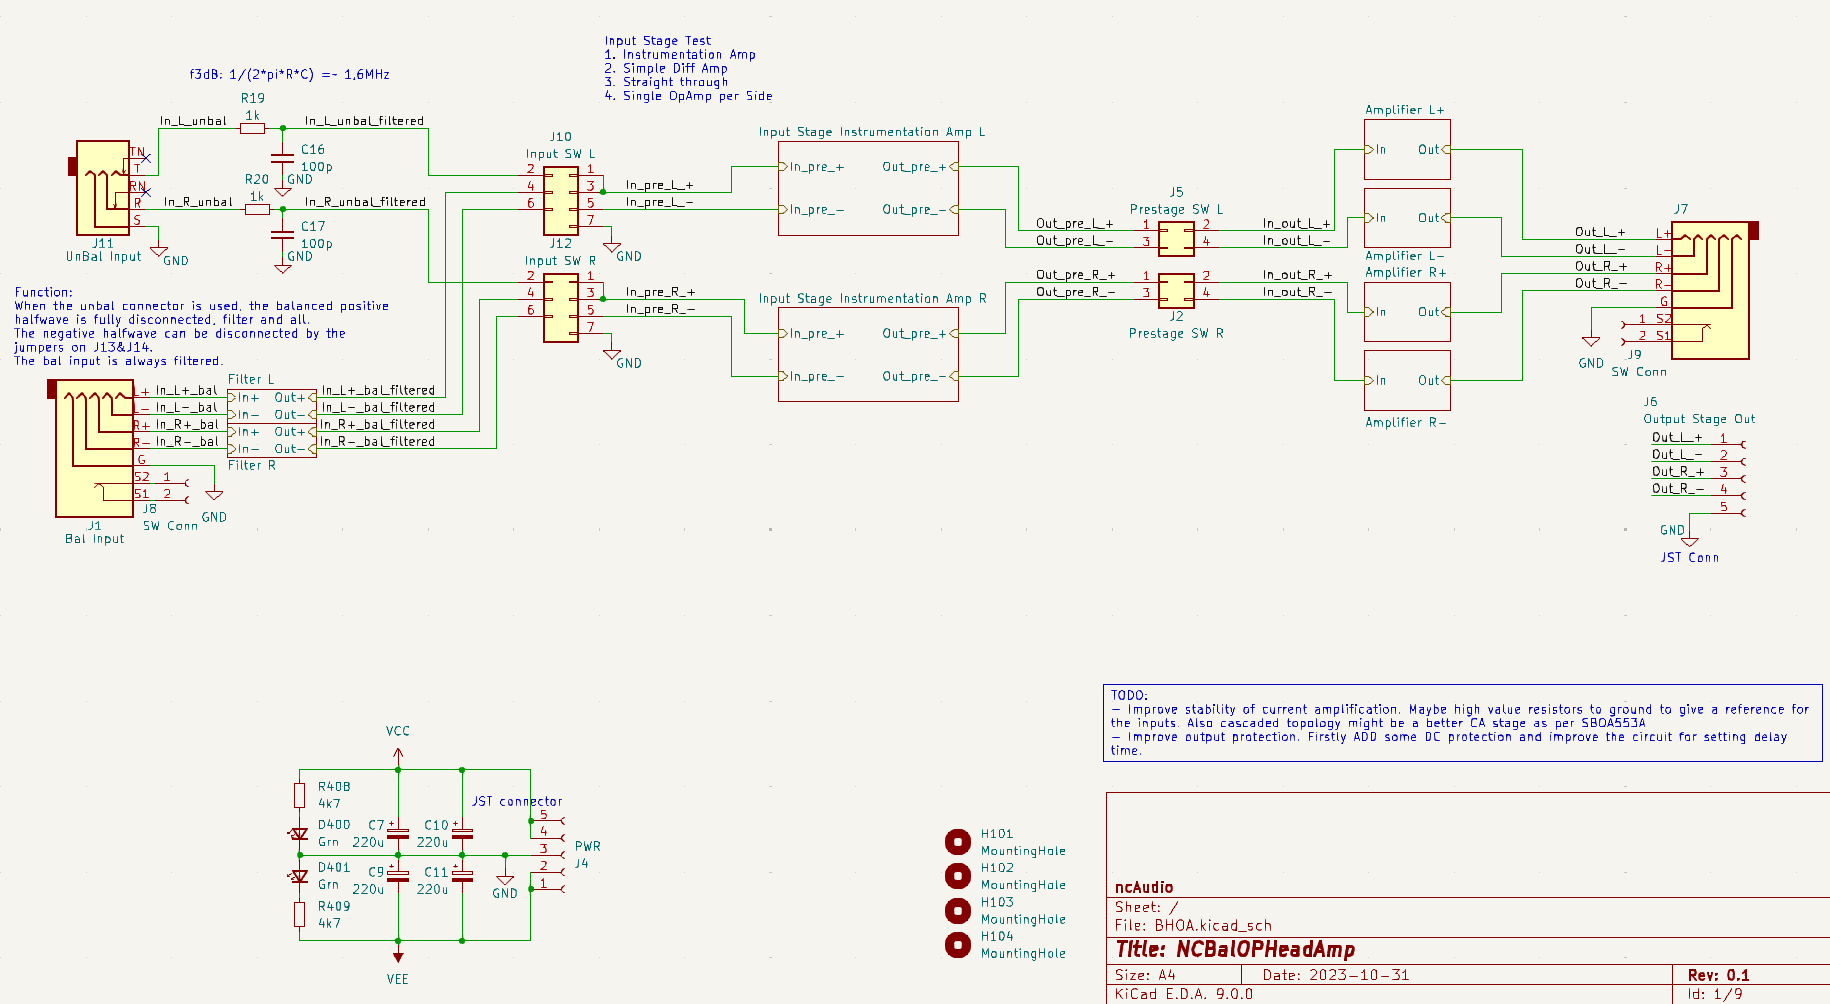 Input Stage Test
1. Instrumentation Amp
2. Simple Diff Amp
3. Straight through
4. Single OpAmp per Side
f3dB: 1/(2*pi*R*C) =~ 1,6MHz
R19
1k
In_L_unbal
In_L_unbal_filtered
C16
100p
GND
R20
1k
In_R_unbal
In_R_unbal_filtered
C17
100p
GND
TN
T
RN
R
S
J11
UnBal Input
GND
Function:
When the unbal connector is used, the balanced positive
halfwave is fully disconnected, filter and all.
The negative halfwave can be disconnected by the
jumpers on J13&J14.
The bal input is always filtered.
L+
L-
R+
R-
G
S2 1
S1 2
J8
SW Conn
J1
Bal Input
GND
In_L+_bal
In_L-_bal
In_R+_bal
In_R-_bal
Filter L
In+ Out+
In- Out-
In+ Out+
In- Out-
Filter R
In_L+_bal_filtered
In_L-_bal_filtered
In_R+_bal_filtered
In_R-_bal_filtered
J10
Input SW L
2 1
4 3
6 5
7
GND
J12
Input SW R
2 1
4 3
6 5
7
GND
In_pre_L_+
In_pre_L_-
In_pre_R_+
In_pre_R_-
Input Stage Instrumentation Amp L
In_pre_+ Out_pre_+
In_pre_- Out_pre_-
Input Stage Instrumentation Amp R
In_pre_+ Out_pre_+
In_pre_- Out_pre_-
Out_pre_L_+
Out_pre_L_-
Out_pre_R_+
Out_pre_R_-
J5
Prestage SW L
1 2
3 4
1 2
3 4
J2
Prestage SW R
In_out_L_+
In_out_L_-
In_out_R_+
In_out_R_-
Amplifier L+
In Out
In Out
Amplifier L-
Amplifier R+
In Out
In Out
Amplifier R-
Out_L_+
Out_L_-
Out_R_+
Out_R_-
J7
L+
L-
R+
R-
G
1 S2
2 S1
GND
J9
SW Conn
J6
Output Stage Out
Out_L_+ 1
Out_L_- 2
Out_R_+ 3
Out_R_- 4
5
GND
JST Conn
TODO:
- Improve stability of current amplification. Maybe high value resistors to ground to give a reference for
the inputs. Also cascaded topology might be a better CA stage as per SBOA553A
- Improve output protection. Firstly ADD some DC protection and improve the circuit for setting delay
time.
VCC
R408
4k7
D400
Grn
D401
Grn
R409
4k7
C7
220u
C10
220u
C9
220u
C11
220u
JST connector
5
4
3
2
1
PWR
J4
GND
VEE
H101
MountingHole
H102
MountingHole
H103
MountingHole
H104
MountingHole
ncAudio
Sheet: /
File: BHOA.kicad_sch
Title: NCBalOPHeadAmp
Size: A4 Date: 2023-10-31 Rev: 0.1
KiCad E.D.A. 9.0.0 Id: 1/9